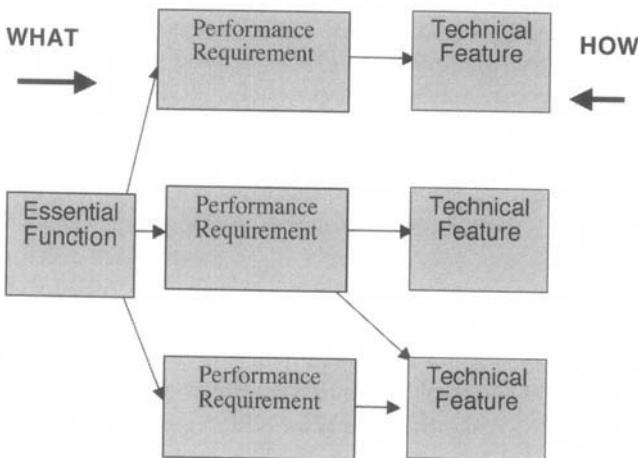 WHAT
Performance
Requirement
Technical
Feature
HOW
Essential
Function
Performance
Requirement
Technical
Feature
Performance
Requirement
Technical
Feature